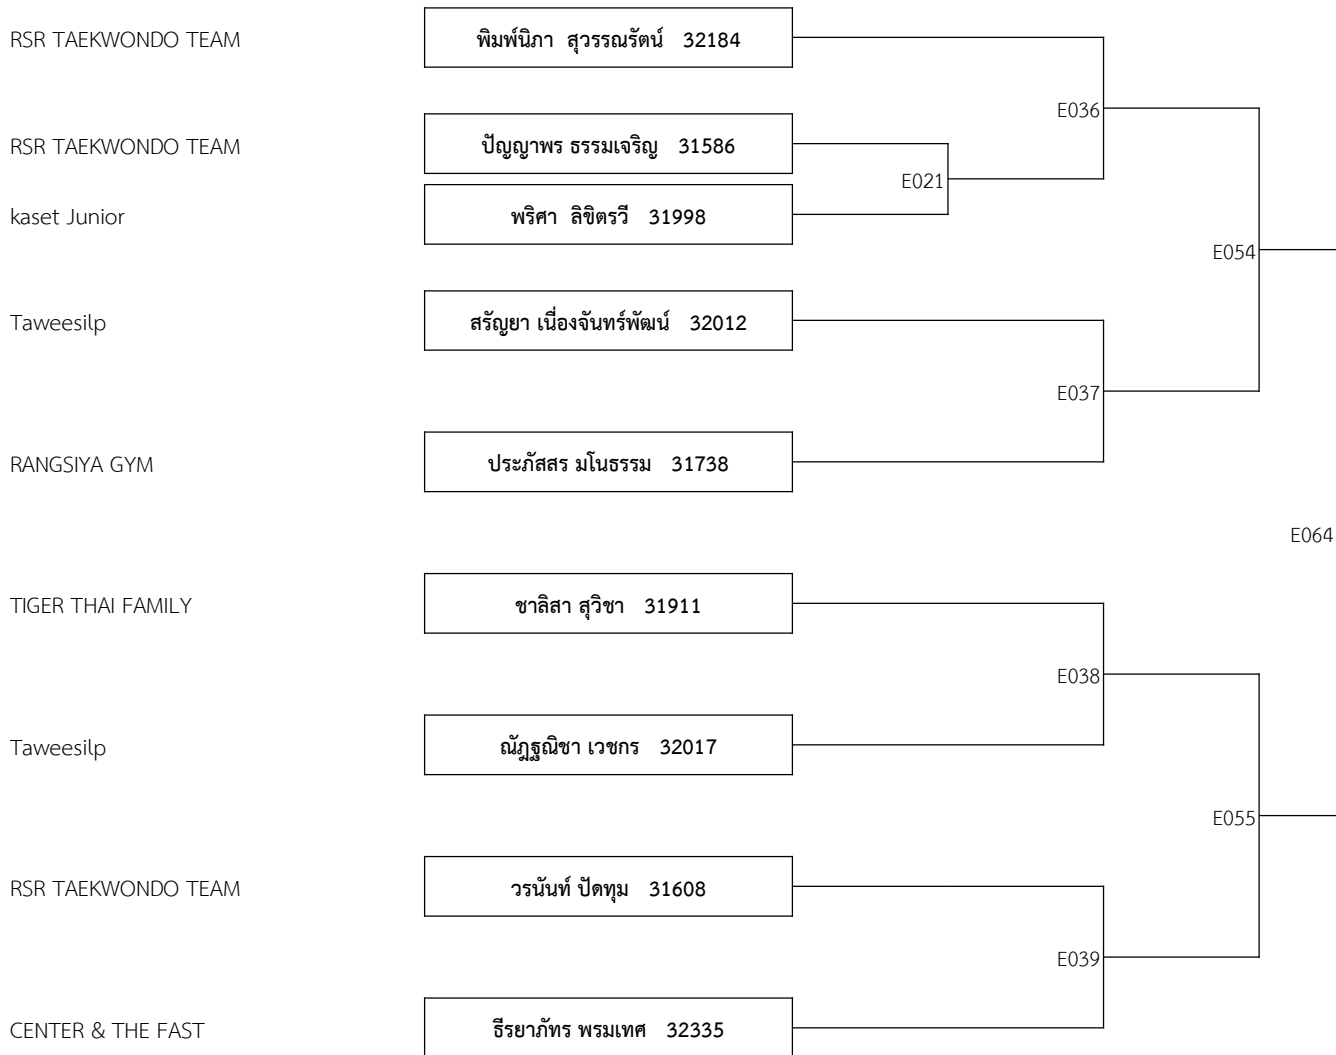 RSR TAEKWONDO TEAM พิมพ์นิภา สุวรรณรัตน์ 32184
E036
RSR TAEKWONDO TEAM ปัญญาพร ธรรมเจริญ 31586
E021
kaset Junior พริศา ลิขิตรวี 31998
E054
Taweesilp สรัญยา เนื่องจันทร์พัฒน์ 32012
E037
RANGSIYA GYM ประภัสสร มโนธรรม 31738
E064
TIGER THAI FAMILY ชาลิสา สุวิชา 31911
E038
Taweesilp ณัฎฐณิชา เวชกร 32017
E055
RSR TAEKWONDO TEAM วรนันท์ ปัดทุม 31608
E039
CENTER & THE FAST ธีรยาภัทร พรมเทศ 32335